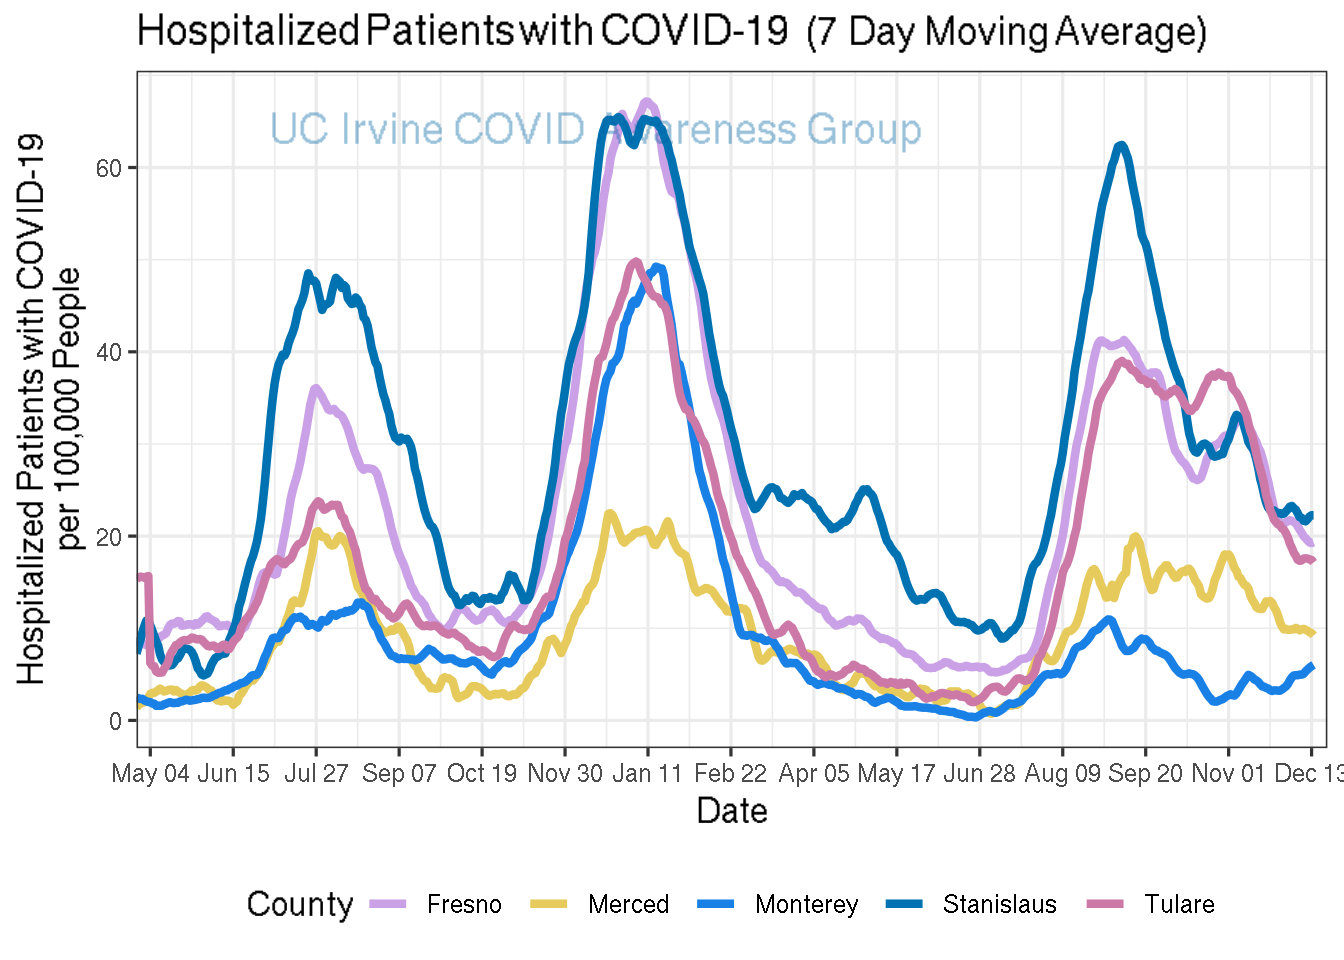 Hospitalized Patients with COVID-19 (7 Day Moving Average)
UC Irvine COVID Awareness Group
Hospitalized Patients with COVID-19
per 100,000 People
60
40
20
0
May 04 Jun 15 Jul 27 Sep 07 Oct 19 Nov 30 Jan 11 Feb 22 Apr 05 May 17 Jun 28 Aug 09 Sep 20 Nov 01 Dec 13
Date
County Fresno Merced Monterey Stanislaus Tulare